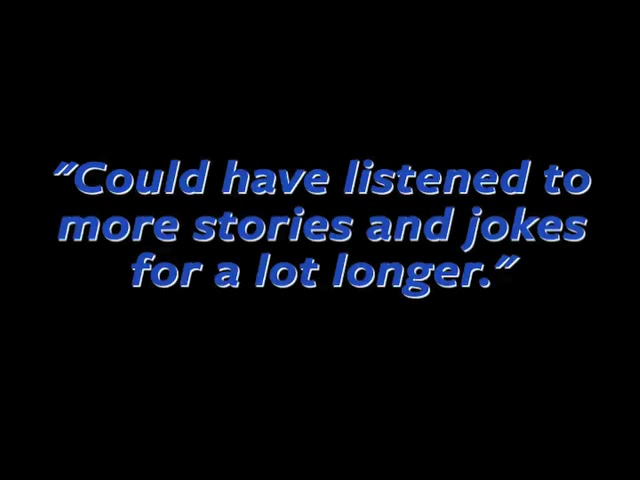 "Could have listened to
more stories and jokes
for a lot longer."